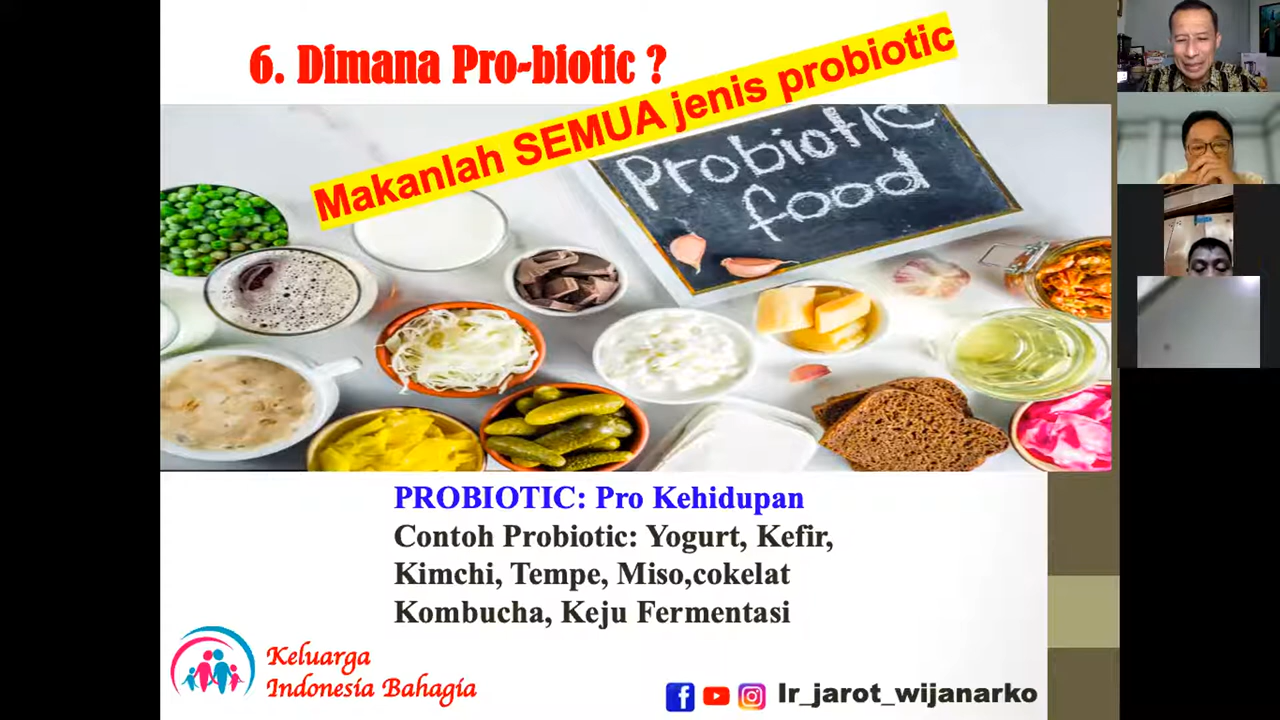 6. Dimana Pro-biotic ?
Makanlah SEMUA jenis probiotic
Probiotic
food
PROBIOTIC: Pro Kehidupan
Contoh Probiotic: Yogurt, Kefir,
Kimchi, Tempe, Miso,cokelat
Kombucha, Keju Fermentasi
Keluarga
Indonesia Bahagia
Ir_jarot_wijanarko